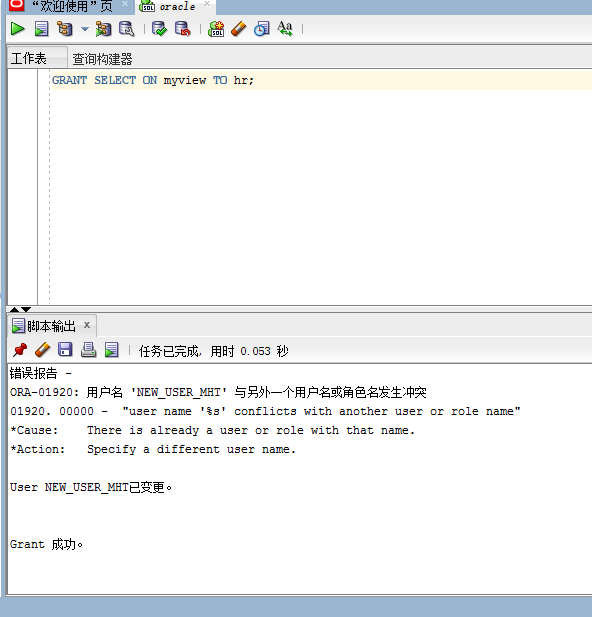 “欢迎使用”页
oracle
工作表
查询构建器
GRANT SELECT ON myview TO hr;
脚本输出 x
任务已完成, 用时 0.053 秒
错误报告 -
ORA-01920: 用户名 'NEW_USER_MHT' 与另外一个用户名或角色名发生冲突
01920. 00000 -  "user name '%s' conflicts with another user or role name"
*Cause:    There is already a user or role with that name.
*Action:   Specify a different user name.
User NEW_USER_MHT已变更。
Grant 成功。